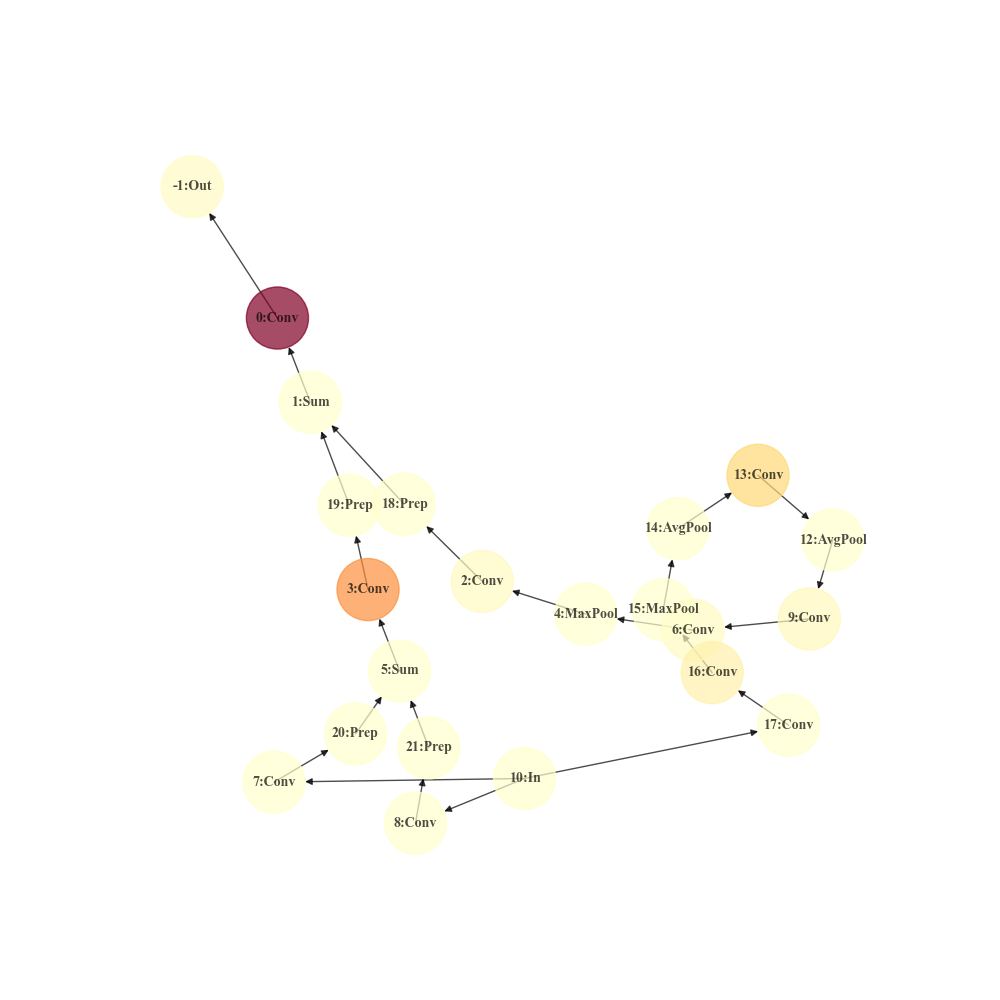 -1:Out
0:Conv
1:Sum
13:Conv
19:Prep
18:Prep
14:AvgPool
12:AvgPool
2:Conv
3:Conv
15:MaxPool
4:MaxPool
9:Conv
6:Conv
5:Sum
16:Conv
17:Conv
20:Prep
21:Prep
10:In
7:Conv
8:Conv